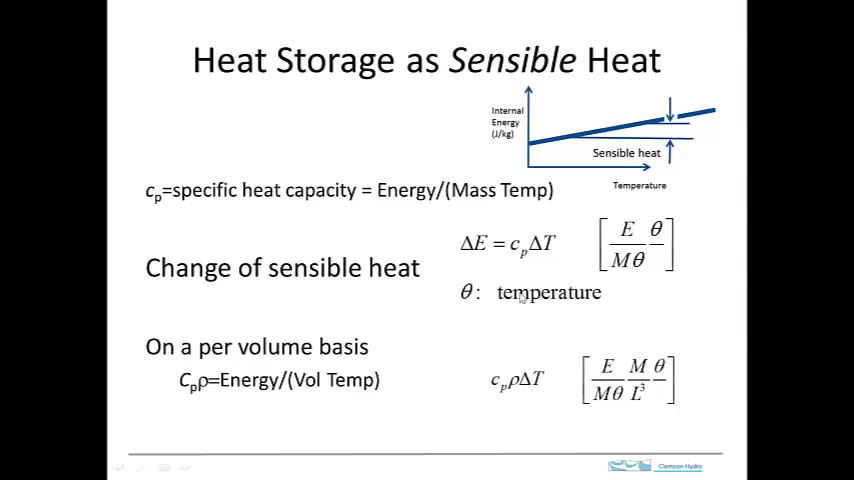 Heat Storage as Sensible Heat
Internal
Energy
(J/kg)
Sensible heat
Temperature
cp=specific heat capacity = Energy/(Mass Temp)
ΔE = cpΔT [E/Mθ θ]
Change of sensible heat
θ: temperature
On a per volume basis
Cpρ=Energy/(Vol Temp)
cpρΔT [E/Mθ M/L³ θ]
Clemson Hydro